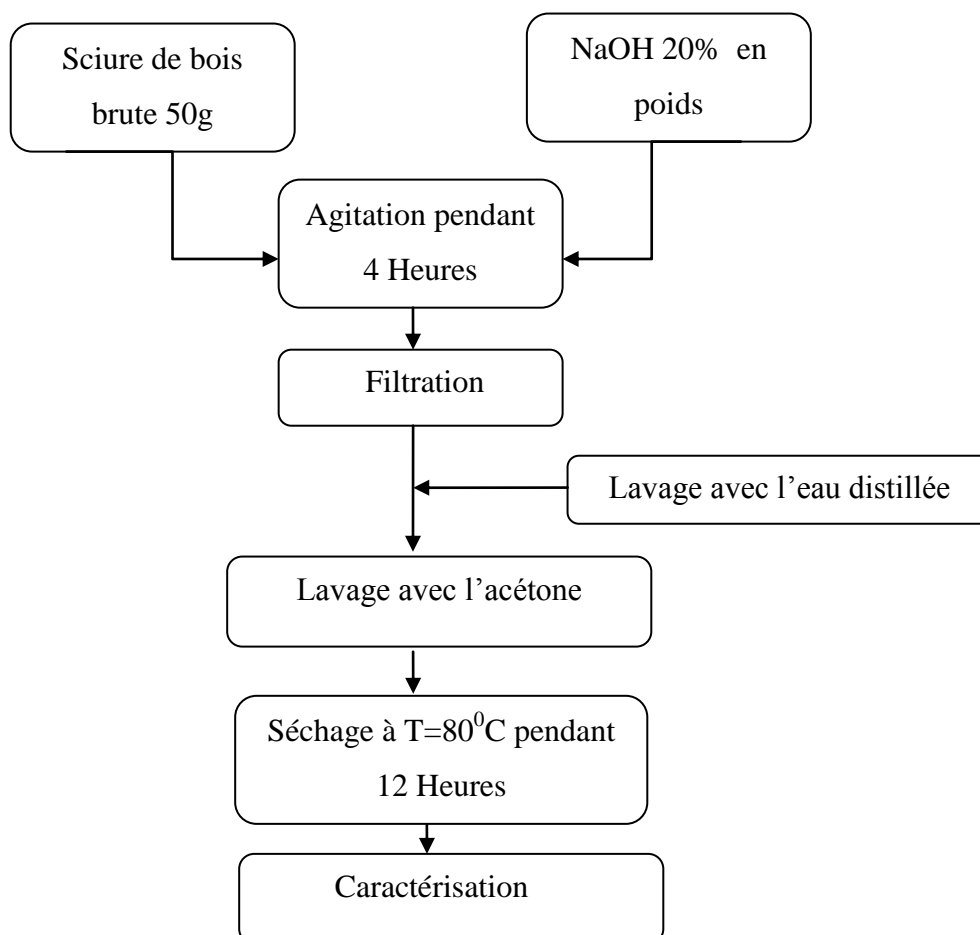 Sciure de bois
brute 50g
NaOH 20% en
poids
Agitation pendant
4 Heures
Filtration
Lavage avec l’eau distillée
Lavage avec l’acétone
Séchage à T=80⁰C pendant
12 Heures
Caractérisation